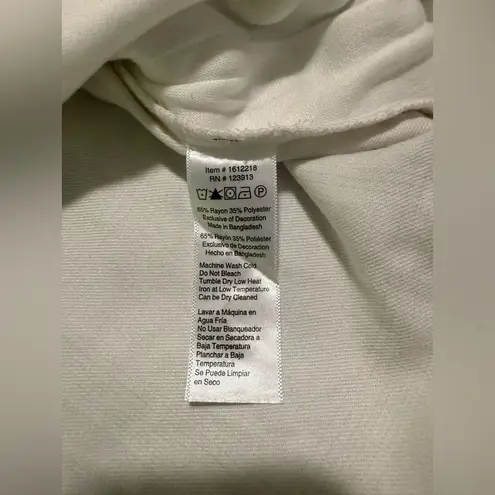 Item # 1612218
RN # 123913
65% Rayon 35% Polyester
Exclusive of Decoration
Made in Bangladesh
65% Rayon 35% Poliéster
Exclusivo de Decoracion
Hecho en Bangladesh
Machine Wash Cold
Do Not Bleach
Tumble Dry Low Heat
Iron at Low Temperature
Can be Dry Cleaned
Lavar a Máquina en
Agua Fría
No Usar Blanqueador
Secar en Secadora a
Baja Temperatura
Planchar a Baja
Temperatura
Se Puede Limpiar
en Seco